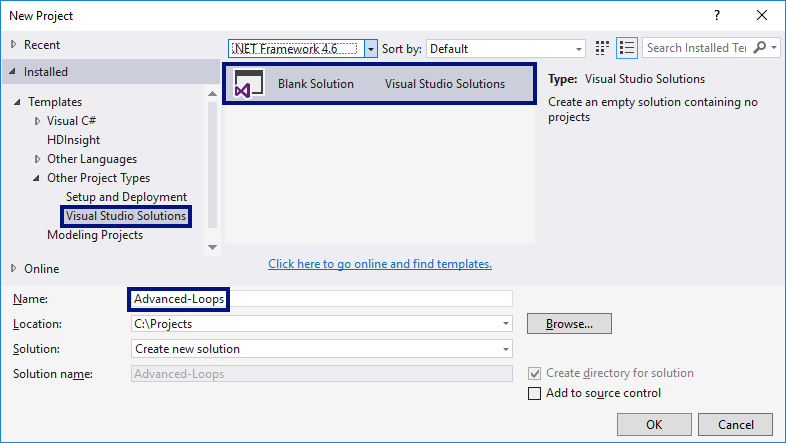 New Project
?
Recent
.NET Framework 4.6
Sort by:
Default
Search Installed Te
Installed
Templates
Visual C#
HDInsight
Other Languages
Other Project Types
Setup and Deployment
Visual Studio Solutions
Modeling Projects
Online
Blank Solution
Visual Studio Solutions
Type: Visual Studio Solutions
Create an empty solution containing no
projects
Click here to go online and find templates.
Name:
Advanced-Loops
Location:
C:\Projects
Browse...
Solution:
Create new solution
Solution name:
Advanced-Loops
Create directory for solution
Add to source control
OK
Cancel